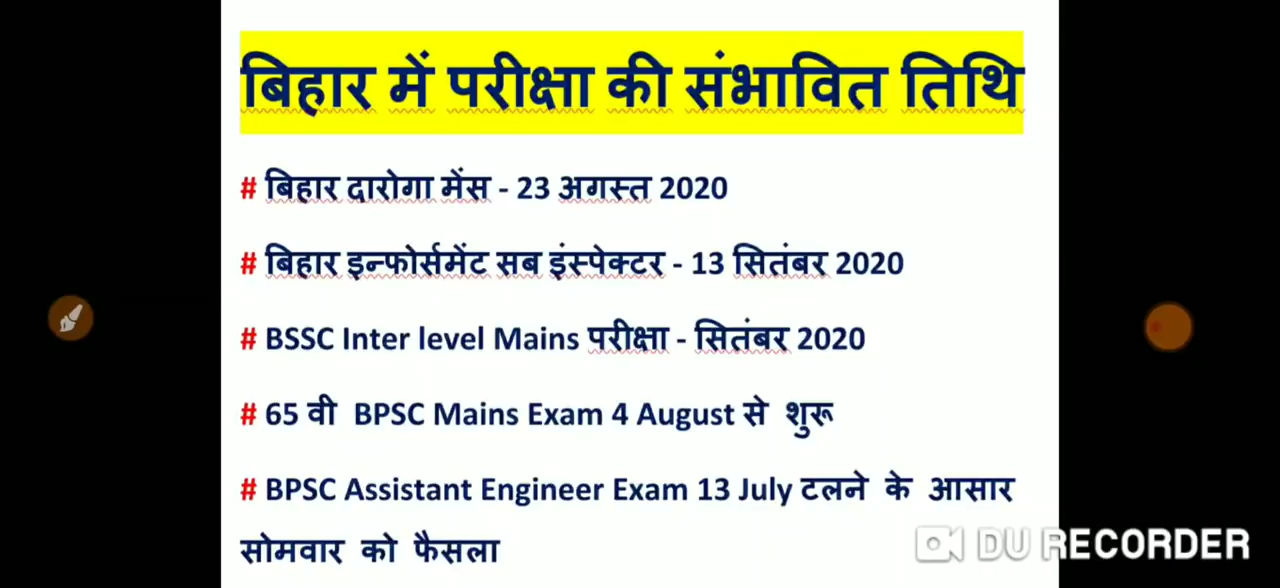 बिहार में परीक्षा की संभावित तिथि
# बिहार दारोगा मेंस - 23 अगस्त 2020
# बिहार इन्फोर्समेंट सब इंस्पेक्टर - 13 सितंबर 2020
# BSSC Inter level Mains परीक्षा - सितंबर 2020
# 65 वी BPSC Mains Exam 4 August से शुरू
# BPSC Assistant Engineer Exam 13 July टलने के आसार
सोमवार को फैसला
DU RECORDER